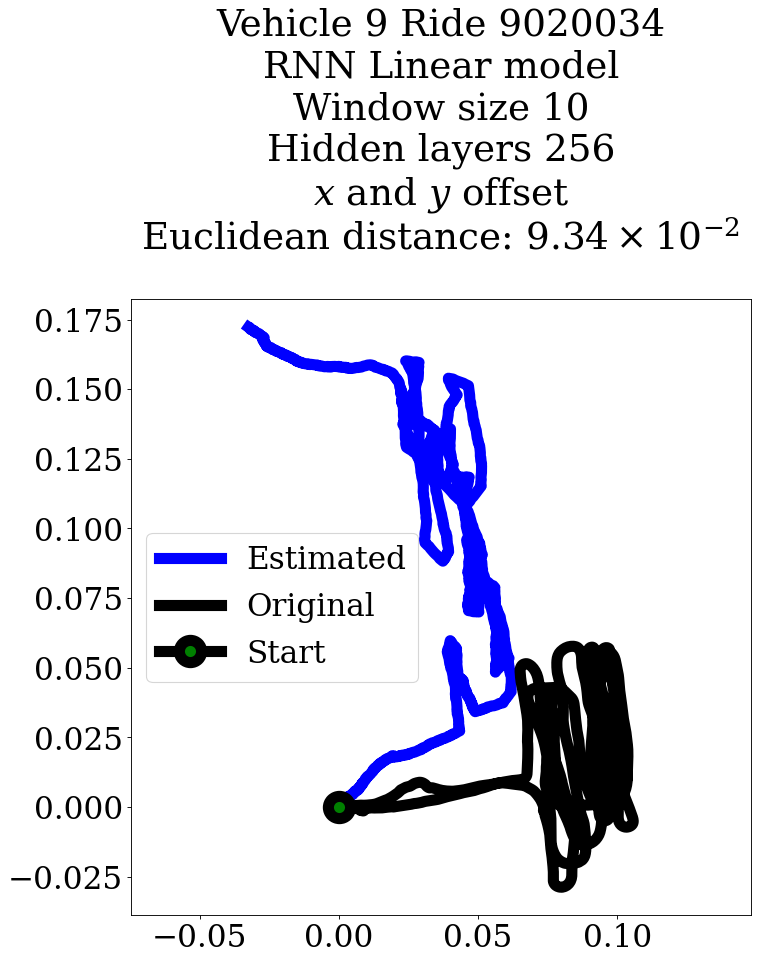 Vehicle 9 Ride 9020034
RNN Linear model
Window size 10
Hidden layers 256
x and y offset
Euclidean distance: 9.34 × 10⁻²
0.175
0.150
0.125
0.100
0.075
0.050
0.025
0.000
−0.025
Estimated
Original
Start
−0.05 0.00 0.05 0.10